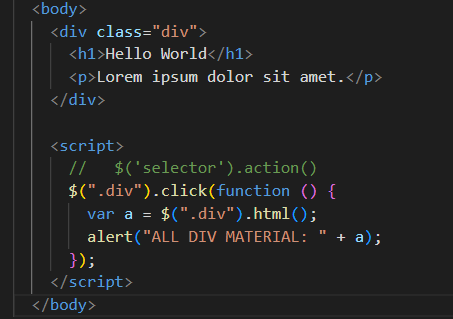 <body>
<div class="div">
<h1>Hello World</h1>
<p>Lorem ipsum dolor sit amet.</p>
</div>
<script>
//   $('selector').action()
$(".div").click(function () {
var a = $(".div").html();
alert("ALL DIV MATERIAL: " + a);
});
</script>
</body>